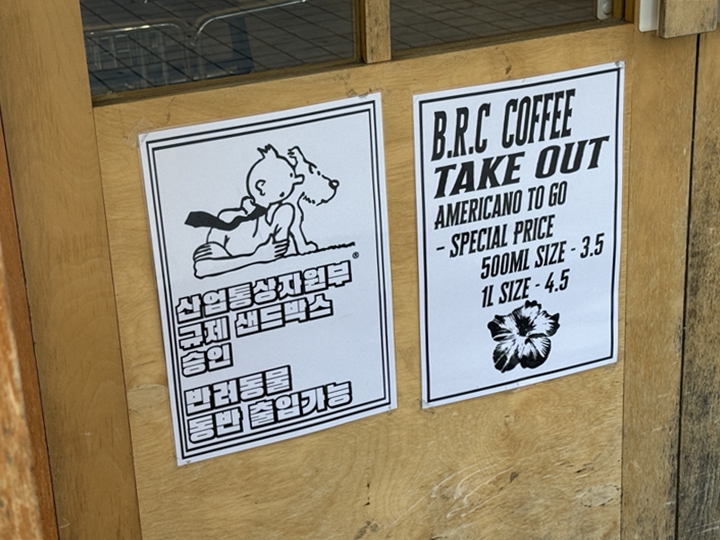 산업통상자원부
규제 샌드박스
승인
반려동물
동반 출입가능
®
B.R.C COFFEE
TAKE OUT
AMERICANO TO GO
- SPECIAL PRICE
500ML SIZE - 3.5
1L SIZE - 4.5